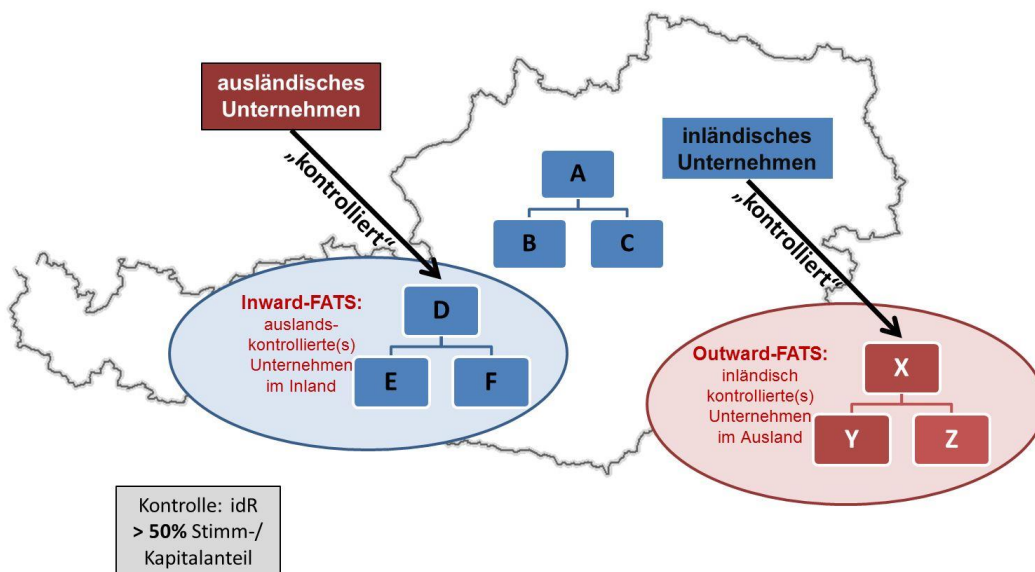 ausländisches
Unternehmen
„kontrolliert“
inländisches
Unternehmen
„kontrolliert“
A
B
C
Inward-FATS:
auslands-
kontrollierte(s)
Unternehmen
im Inland
D
E
F
Outward-FATS:
inländisch
kontrollierte(s)
Unternehmen
im Ausland
X
Y
Z
Kontrolle: idR
> 50% Stimm-/
Kapitalanteil